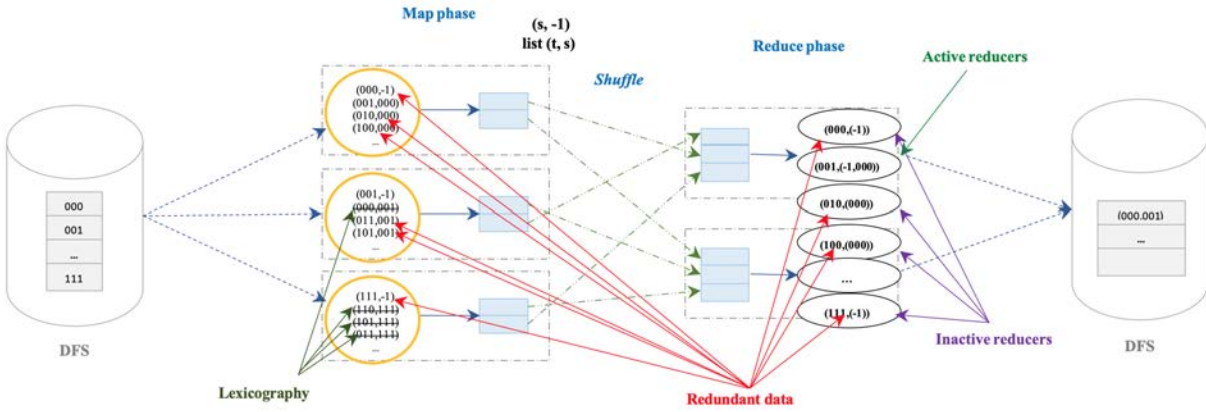 Map phase
(s, -1)
list (t, s)
Shuffle
Reduce phase
Active reducers
(000,-1)
(001,000)
(010,000)
(100,000)
...
(001,-1)
(000,001)
(011,001)
(101,001)
...
(111,-1)
(110,111)
(101,111)
(011,111)
...
000
001
...
111
DFS
(000,(-1))
(001,(-1,000))
(010,(000))
(100,(000))
...
(111,(-1))
(000.001)
...
DFS
Inactive reducers
Lexicography
Redundant data